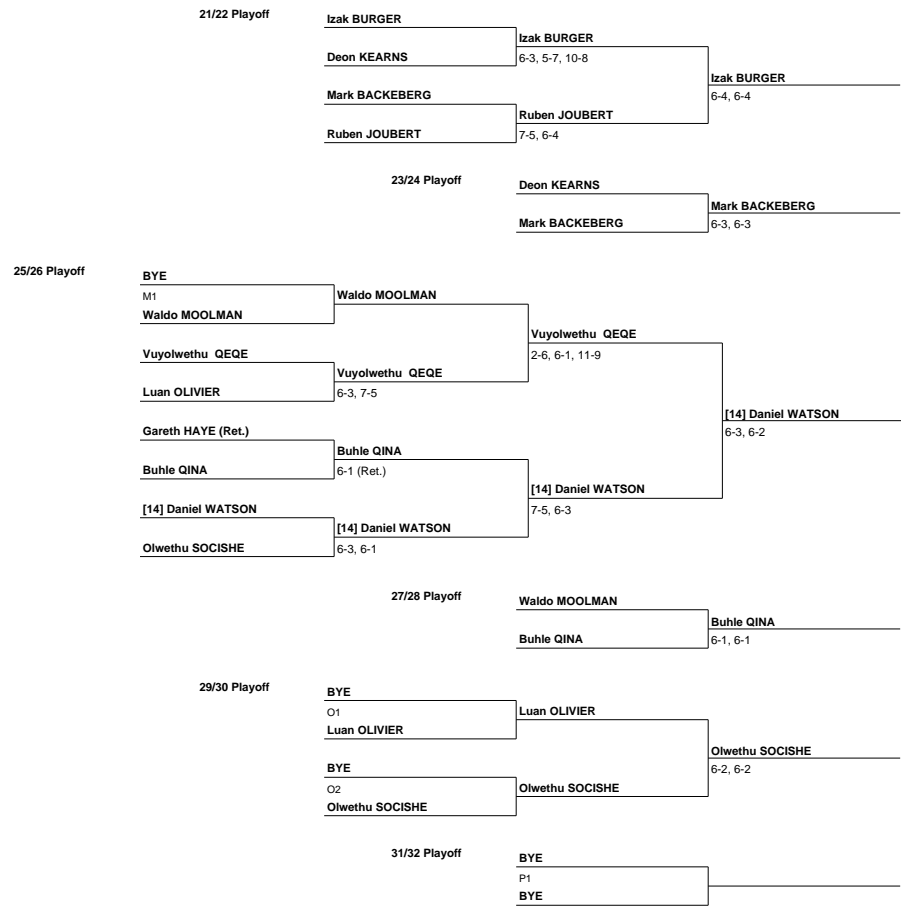 21/22 Playoff
Izak BURGER
Izak BURGER
Deon KEARNS
6-3, 5-7, 10-8
Izak BURGER
Mark BACKEBERG
6-4, 6-4
Ruben JOUBERT
Ruben JOUBERT
7-5, 6-4
23/24 Playoff
Deon KEARNS
Mark BACKEBERG
Mark BACKEBERG
6-3, 6-3
25/26 Playoff
BYE
M1
Waldo MOOLMAN
Waldo MOOLMAN
Vuyolwethu  QEQE
Vuyolwethu  QEQE
2-6, 6-1, 11-9
Vuyolwethu  QEQE
Luan OLIVIER
6-3, 7-5
[14] Daniel WATSON
Gareth HAYE (Ret.)
6-3, 6-2
Buhle QINA
Buhle QINA
6-1 (Ret.)
[14] Daniel WATSON
[14] Daniel WATSON
7-5, 6-3
[14] Daniel WATSON
Olwethu SOCISHE
6-3, 6-1
27/28 Playoff
Waldo MOOLMAN
Buhle QINA
Buhle QINA
6-1, 6-1
29/30 Playoff
BYE
O1
Luan OLIVIER
Luan OLIVIER
Olwethu SOCISHE
BYE
6-2, 6-2
O2
Olwethu SOCISHE
Olwethu SOCISHE
31/32 Playoff
BYE
P1
BYE